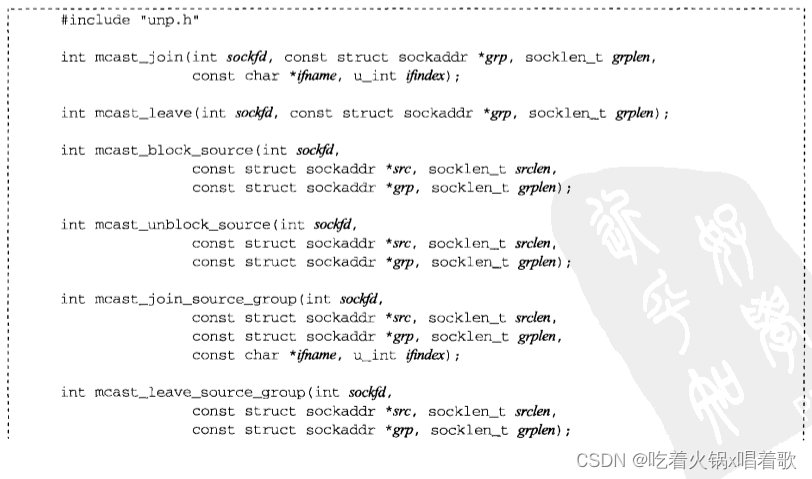 #include "unp.h"
int mcast_join(int sockfd, const struct sockaddr *grp, socklen_t grplen,
const char *ifname, u_int ifindex);
int mcast_leave(int sockfd, const struct sockaddr *grp, socklen_t grplen);
int mcast_block_source(int sockfd,
const struct sockaddr *src, socklen_t srclen,
const struct sockaddr *grp, socklen_t grplen);
int mcast_unblock_source(int sockfd,
const struct sockaddr *src, socklen_t srclen,
const struct sockaddr *grp, socklen_t grplen);
int mcast_join_source_group(int sockfd,
const struct sockaddr *src, socklen_t srclen,
const struct sockaddr *grp, socklen_t grplen,
const char *ifname, u_int ifindex);
int mcast_leave_source_group(int sockfd,
const struct sockaddr *src, socklen_t srclen,
const struct sockaddr *grp, socklen_t grplen);
CSDN @吃着火锅x唱着歌